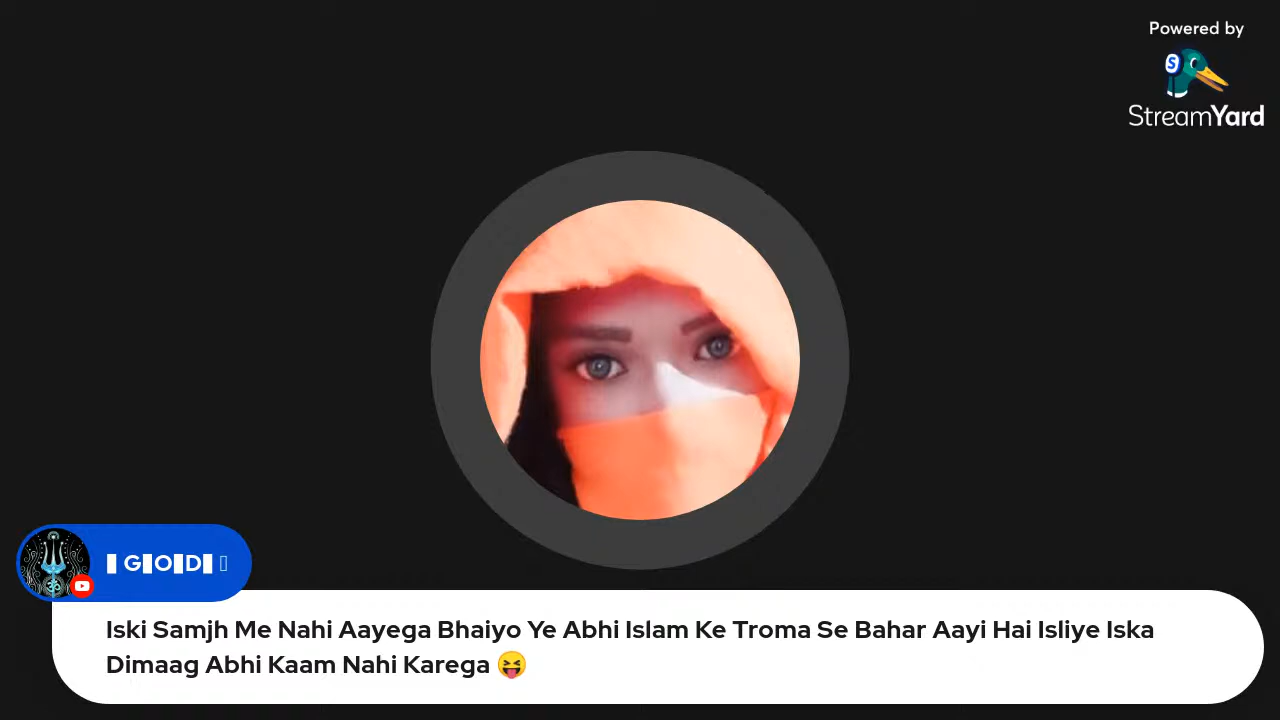 Powered by
StreamYard
G O D
Iski Samjh Me Nahi Aayega Bhaiyo Ye Abhi Islam Ke Troma Se Bahar Aayi Hai Isliye Iska
Dimaag Abhi Kaam Nahi Karega 😝